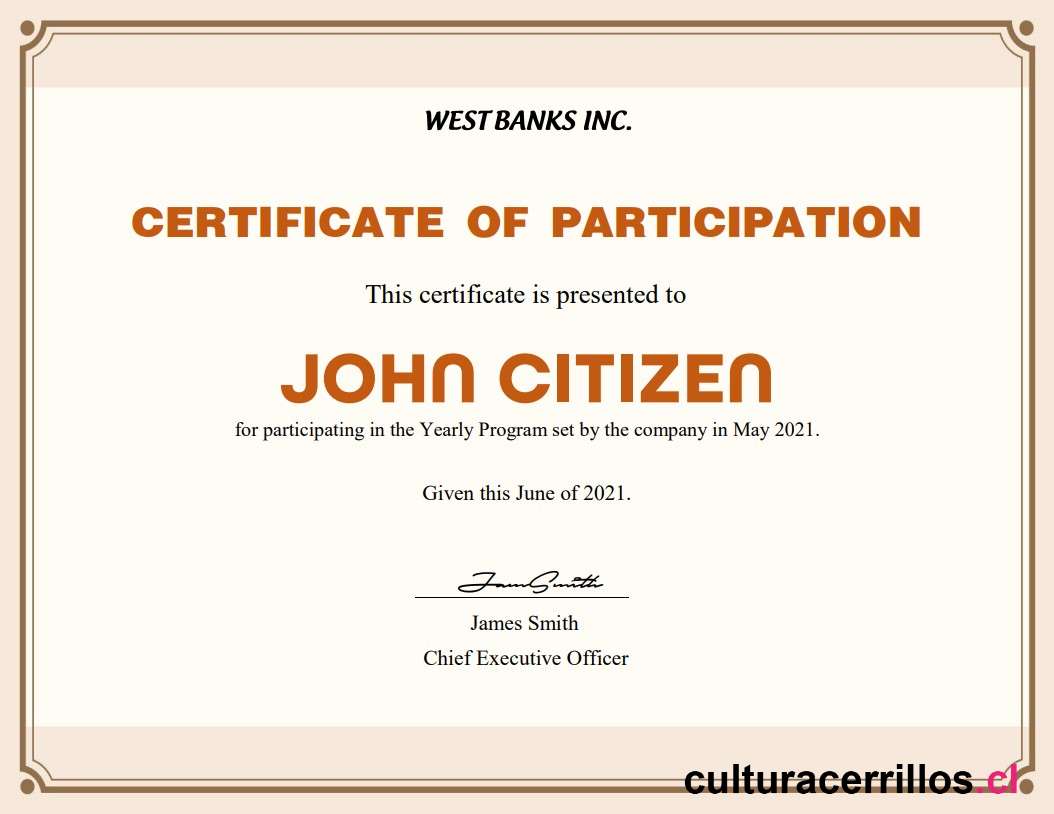 WEST BANKS INC.
CERTIFICATE OF PARTICIPATION
This certificate is presented to
JOHN CITIZEN
for participating in the Yearly Program set by the company in May 2021.
Given this June of 2021.
JamSmith
James Smith
Chief Executive Officer
culturacerrillos.cl